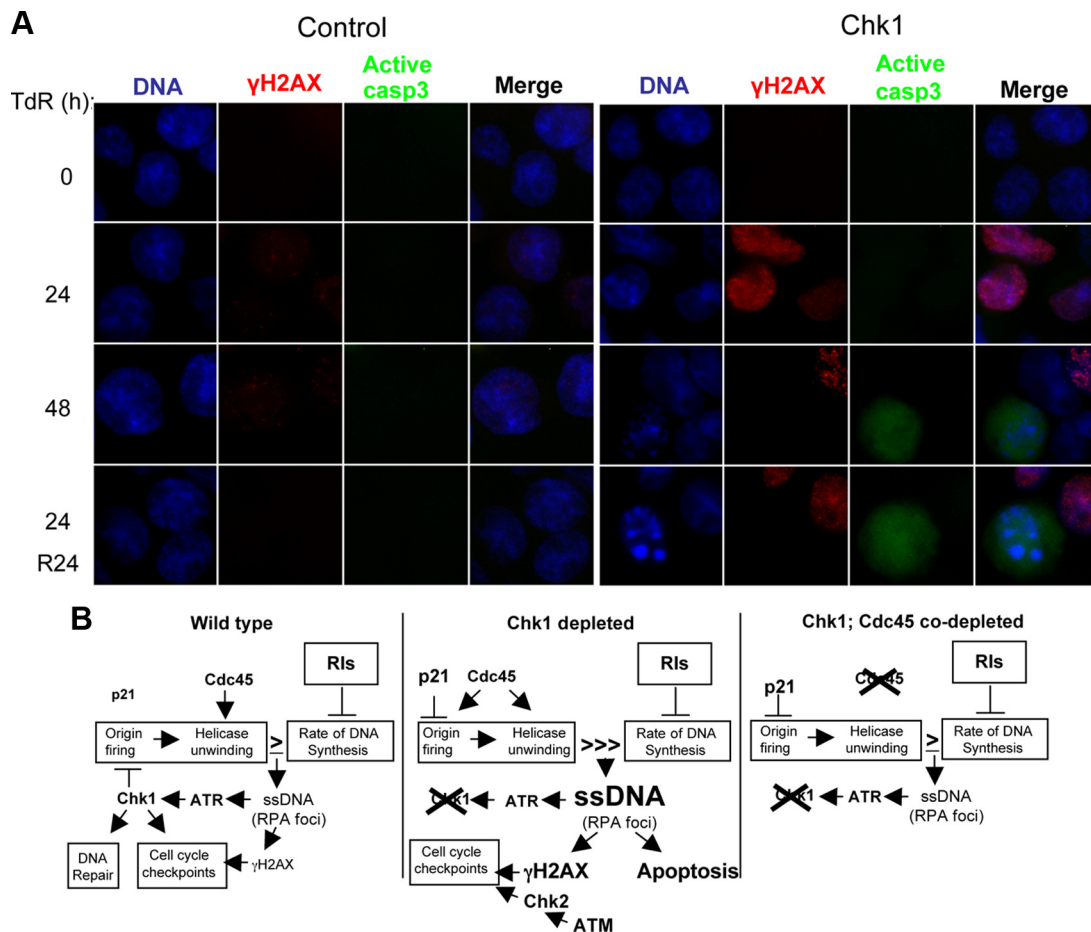 A
Control
Chk1
DNA
γH2AX
Active
casp3
Merge
DNA
γH2AX
Active
casp3
Merge
TdR (h):
0
24
48
24
R24
B
Wild type
RIs
Cdc45
p21
Origin
firing
Helicase
unwinding
>
Rate of DNA
Synthesis
Chk1
ATR
ssDNA
(RPA foci)
DNA
Repair
Cell cycle
checkpoints
γH2AX
Chk1 depleted
RIs
p21
Cdc45
Origin
firing
Helicase
unwinding
>>>
Rate of DNA
Synthesis
Chk1
ATR
ssDNA
(RPA foci)
Cell cycle
checkpoints
γH2AX
Apoptosis
Chk2
ATM
Chk1; Cdc45 co-depleted
RIs
Cdc45
p21
Origin
firing
Helicase
unwinding
>
Rate of DNA
Synthesis
Chk1
ATR
ssDNA
(RPA foci)